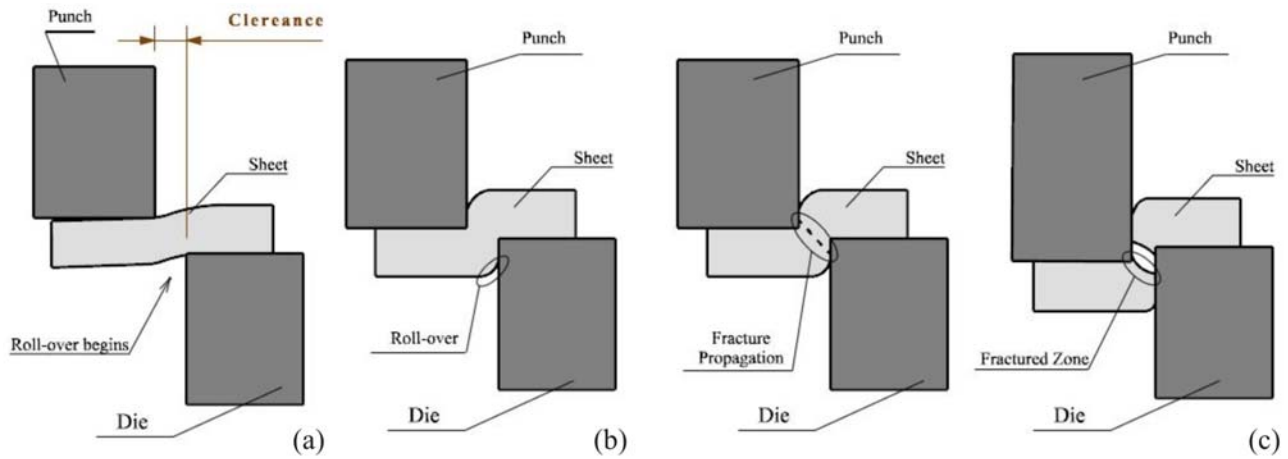 Punch
Clereance
Sheet
Roll-over begins
Die
(a)
Punch
Sheet
Roll-over
Die
(b)
Punch
Sheet
Fracture
Propagation
Die
Punch
Sheet
Fractured Zone
Die
(c)